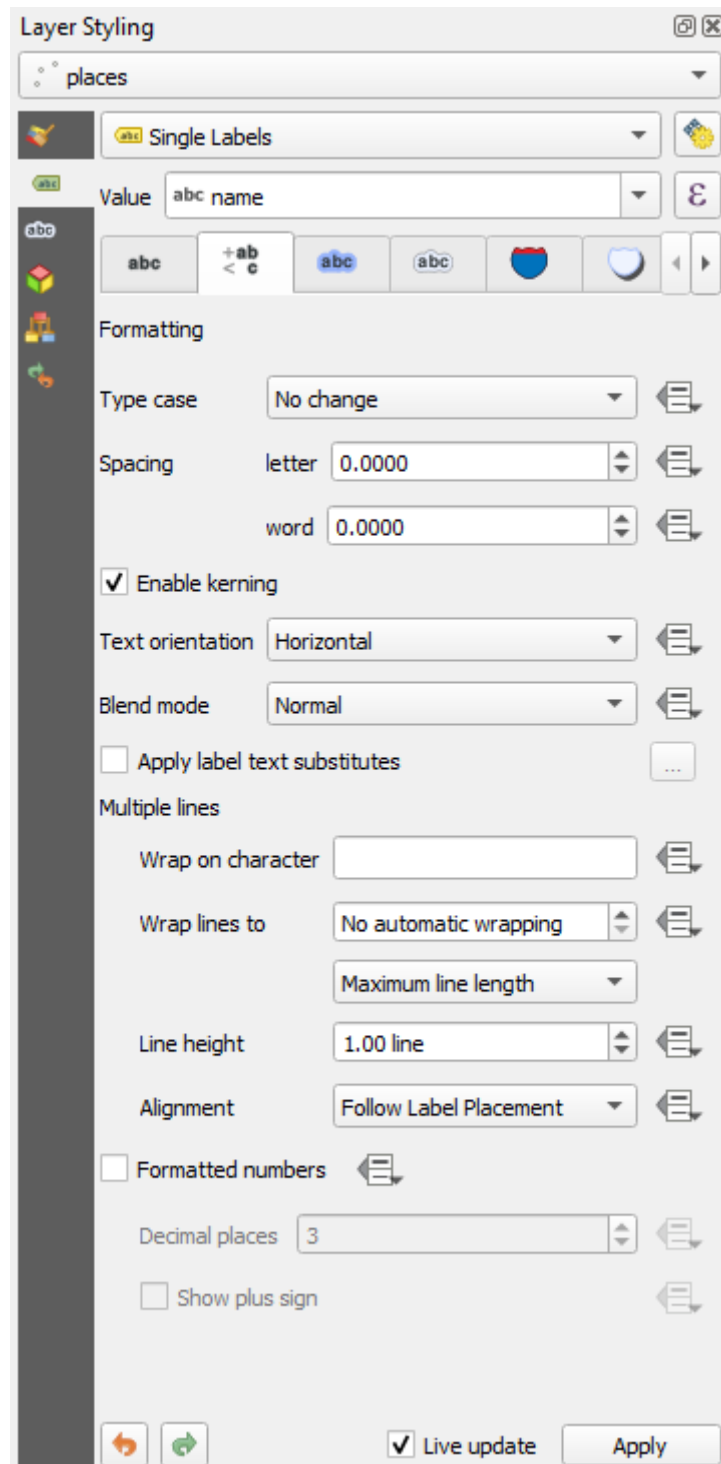 Layer Styling
places
abc Single Labels
abc
Value abc name ε
abc
abc +ab < c abc abc
Formatting
Type case No change
Spacing letter 0.0000
word 0.0000
Enable kerning
Text orientation Horizontal
Blend mode Normal
Apply label text substitutes ...
Multiple lines
Wrap on character
Wrap lines to No automatic wrapping
Maximum line length
Line height 1.00 line
Alignment Follow Label Placement
Formatted numbers
Decimal places 3
Show plus sign
Live update Apply